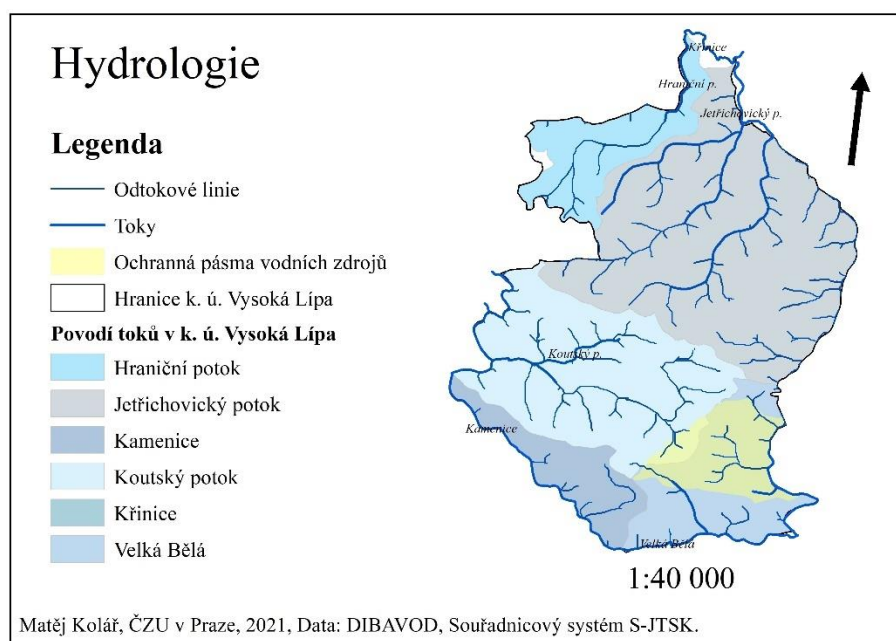 Hydrologie
Legenda
Odtokové linie
Toky
Ochranná pásma vodních zdrojů
Hranice k. ú. Vysoká Lípa
Povodí toků v k. ú. Vysoká Lípa
Hraniční potok
Jetřichovický potok
Kamenice
Koutský potok
Křinice
Velká Bělá
Křinice
Hraniční p.
Jetřichovický p.
Koutský p.
Kamenice
Velká Bělá
1:40 000
Matěj Kolář, ČZU v Praze, 2021, Data: DIBAVOD, Souřadnicový systém S-JTSK.